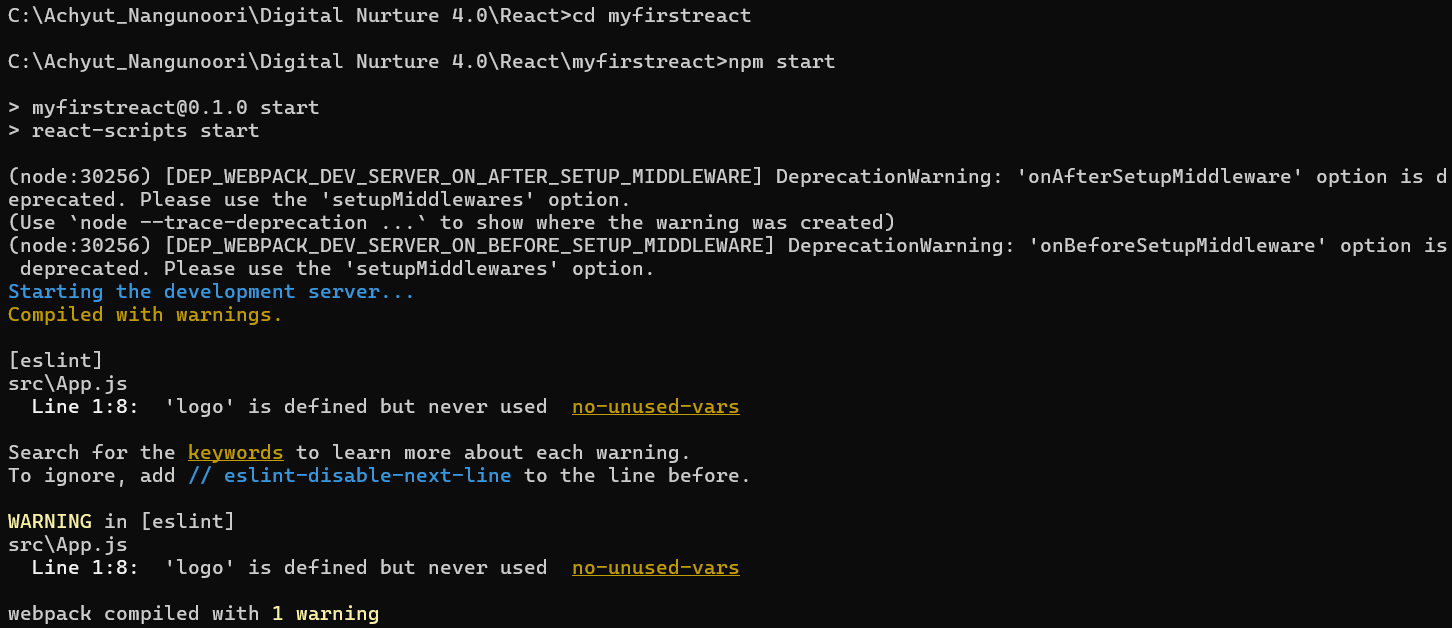 C:\Achyut_Nangunoori\Digital Nurture 4.0\React>cd myfirstreact
C:\Achyut_Nangunoori\Digital Nurture 4.0\React\myfirstreact>npm start
> myfirstreact@0.1.0 start
> react-scripts start
(node:30256) [DEP_WEBPACK_DEV_SERVER_ON_AFTER_SETUP_MIDDLEWARE] DeprecationWarning: 'onAfterSetupMiddleware' option is d
eprecated. Please use the 'setupMiddlewares' option.
(Use `node --trace-deprecation ...` to show where the warning was created)
(node:30256) [DEP_WEBPACK_DEV_SERVER_ON_BEFORE_SETUP_MIDDLEWARE] DeprecationWarning: 'onBeforeSetupMiddleware' option is
 deprecated. Please use the 'setupMiddlewares' option.
Starting the development server...
Compiled with warnings.
[eslint]
src\App.js
  Line 1:8:  'logo' is defined but never used  no-unused-vars
Search for the keywords to learn more about each warning.
To ignore, add // eslint-disable-next-line to the line before.
WARNING in [eslint]
src\App.js
  Line 1:8:  'logo' is defined but never used  no-unused-vars
webpack compiled with 1 warning